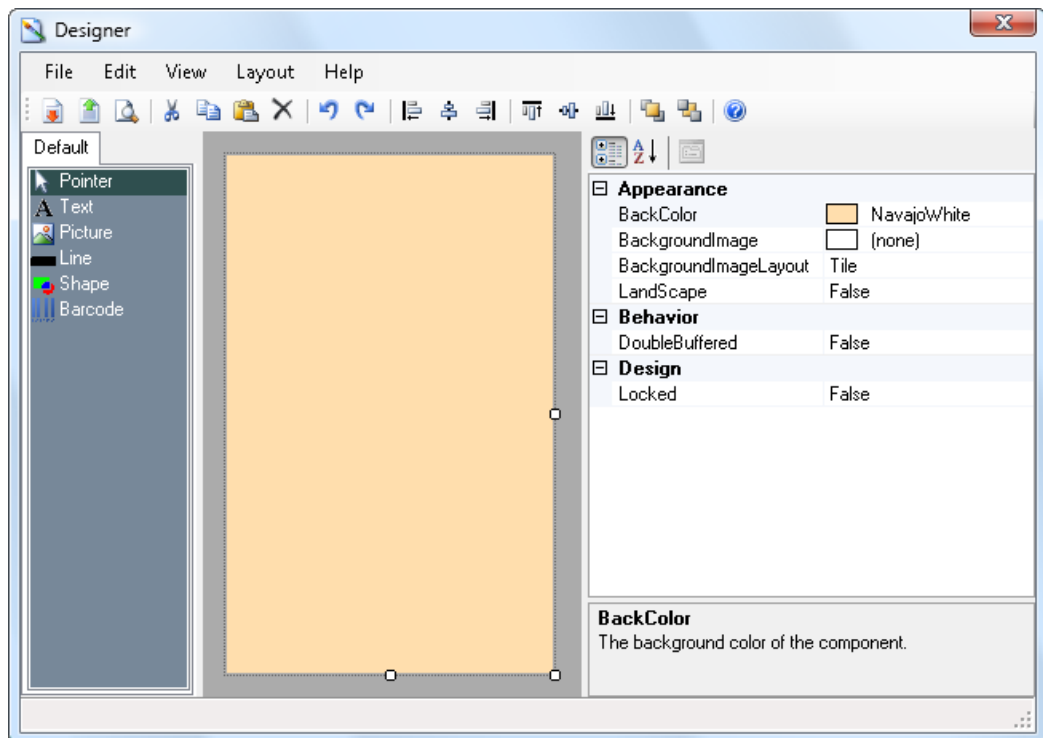 Designer
File Edit View Layout Help
Default
Pointer
Text
Picture
Line
Shape
Barcode
Appearance
BackColor NavajoWhite
BackgroundImage (none)
BackgroundImageLayout Tile
LandScape False
Behavior
DoubleBuffered False
Design
Locked False
BackColor
The background color of the component.